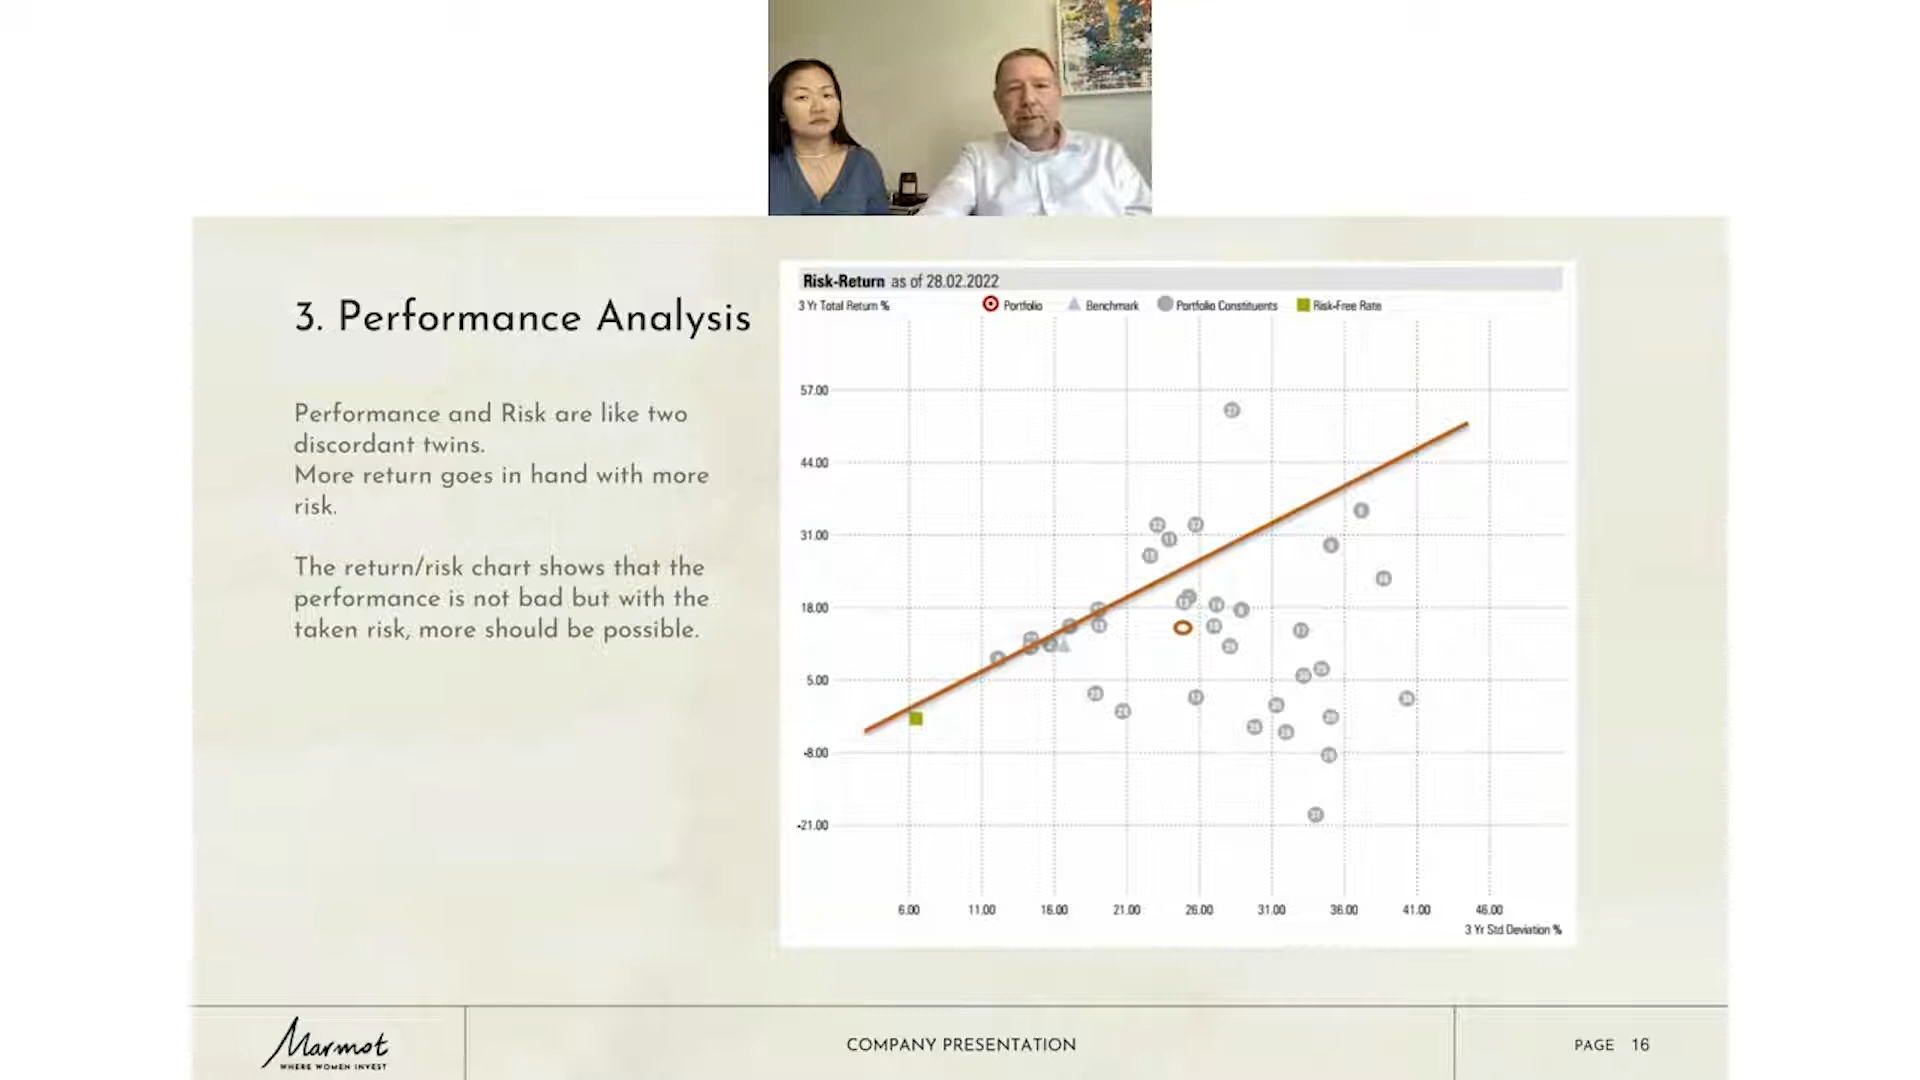 3. Performance Analysis
Performance and Risk are like two
discordant twins.
More return goes in hand with more
risk.
The return/risk chart shows that the
performance is not bad but with the
taken risk, more should be possible.
Risk-Return as of 28.02.2022
3 Yr Total Return %
Portfolio
Benchmark
Portfolio Constituents
Risk-Free Rate
57.00
44.00
31.00
18.00
5.00
-8.00
-21.00
6.00 11.00 16.00 21.00 26.00 31.00 36.00 41.00 46.00
3 Yr Std Deviation %
Marmot
WHERE WOMEN INVEST
COMPANY PRESENTATION
PAGE 16